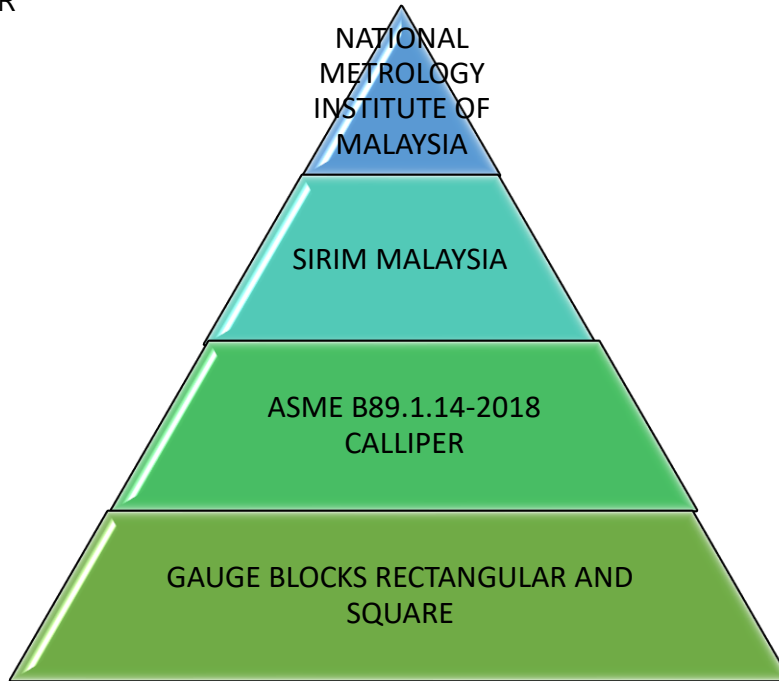 R
NATIONAL
METROLOGY
INSTITUTE OF
MALAYSIA
SIRIM MALAYSIA
ASME B89.1.14-2018
CALLIPER
GAUGE BLOCKS RECTANGULAR AND
SQUARE